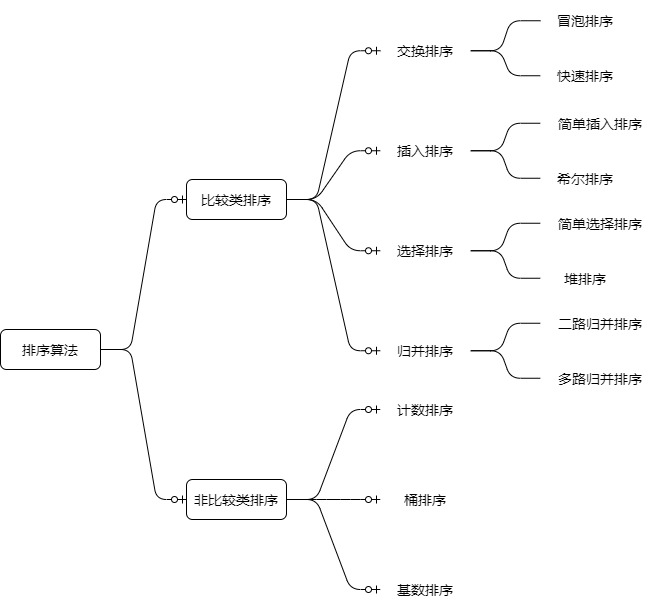 排序算法
比较类排序
交换排序
冒泡排序
快速排序
插入排序
简单插入排序
希尔排序
选择排序
简单选择排序
堆排序
归并排序
二路归并排序
多路归并排序
非比较类排序
计数排序
桶排序
基数排序